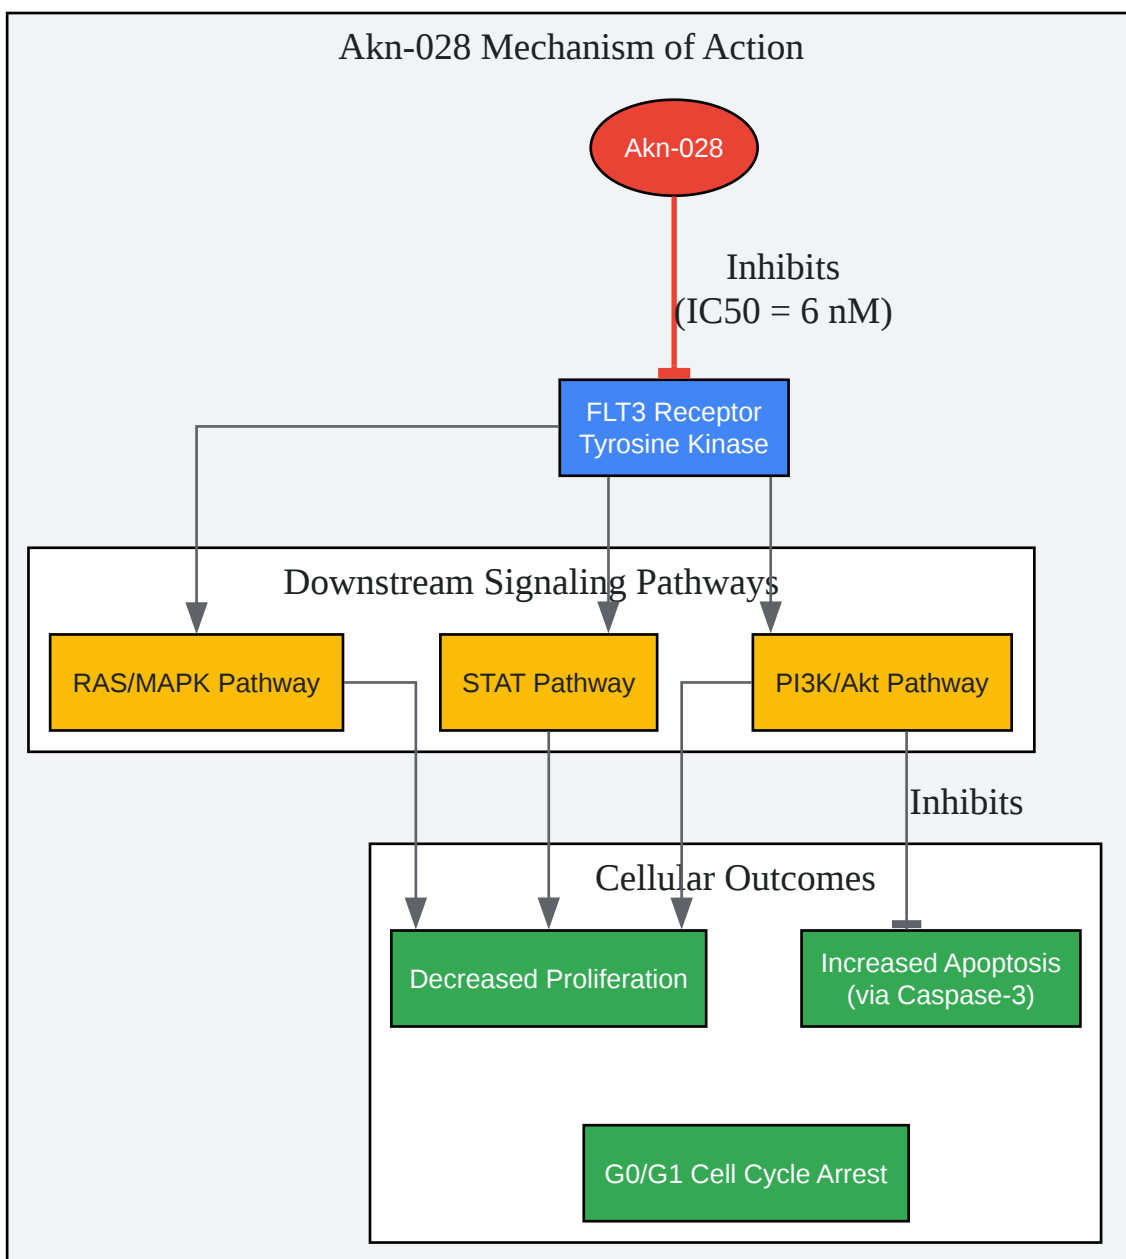 Akn-028 Mechanism of Action
Akn-028
Inhibits
(IC50 = 6 nM)
FLT3 Receptor
Tyrosine Kinase
Downstream Signaling Pathways
RAS/MAPK Pathway
STAT Pathway
PI3K/Akt Pathway
Inhibits
Cellular Outcomes
Decreased Proliferation
Increased Apoptosis
(via Caspase-3)
G0/G1 Cell Cycle Arrest